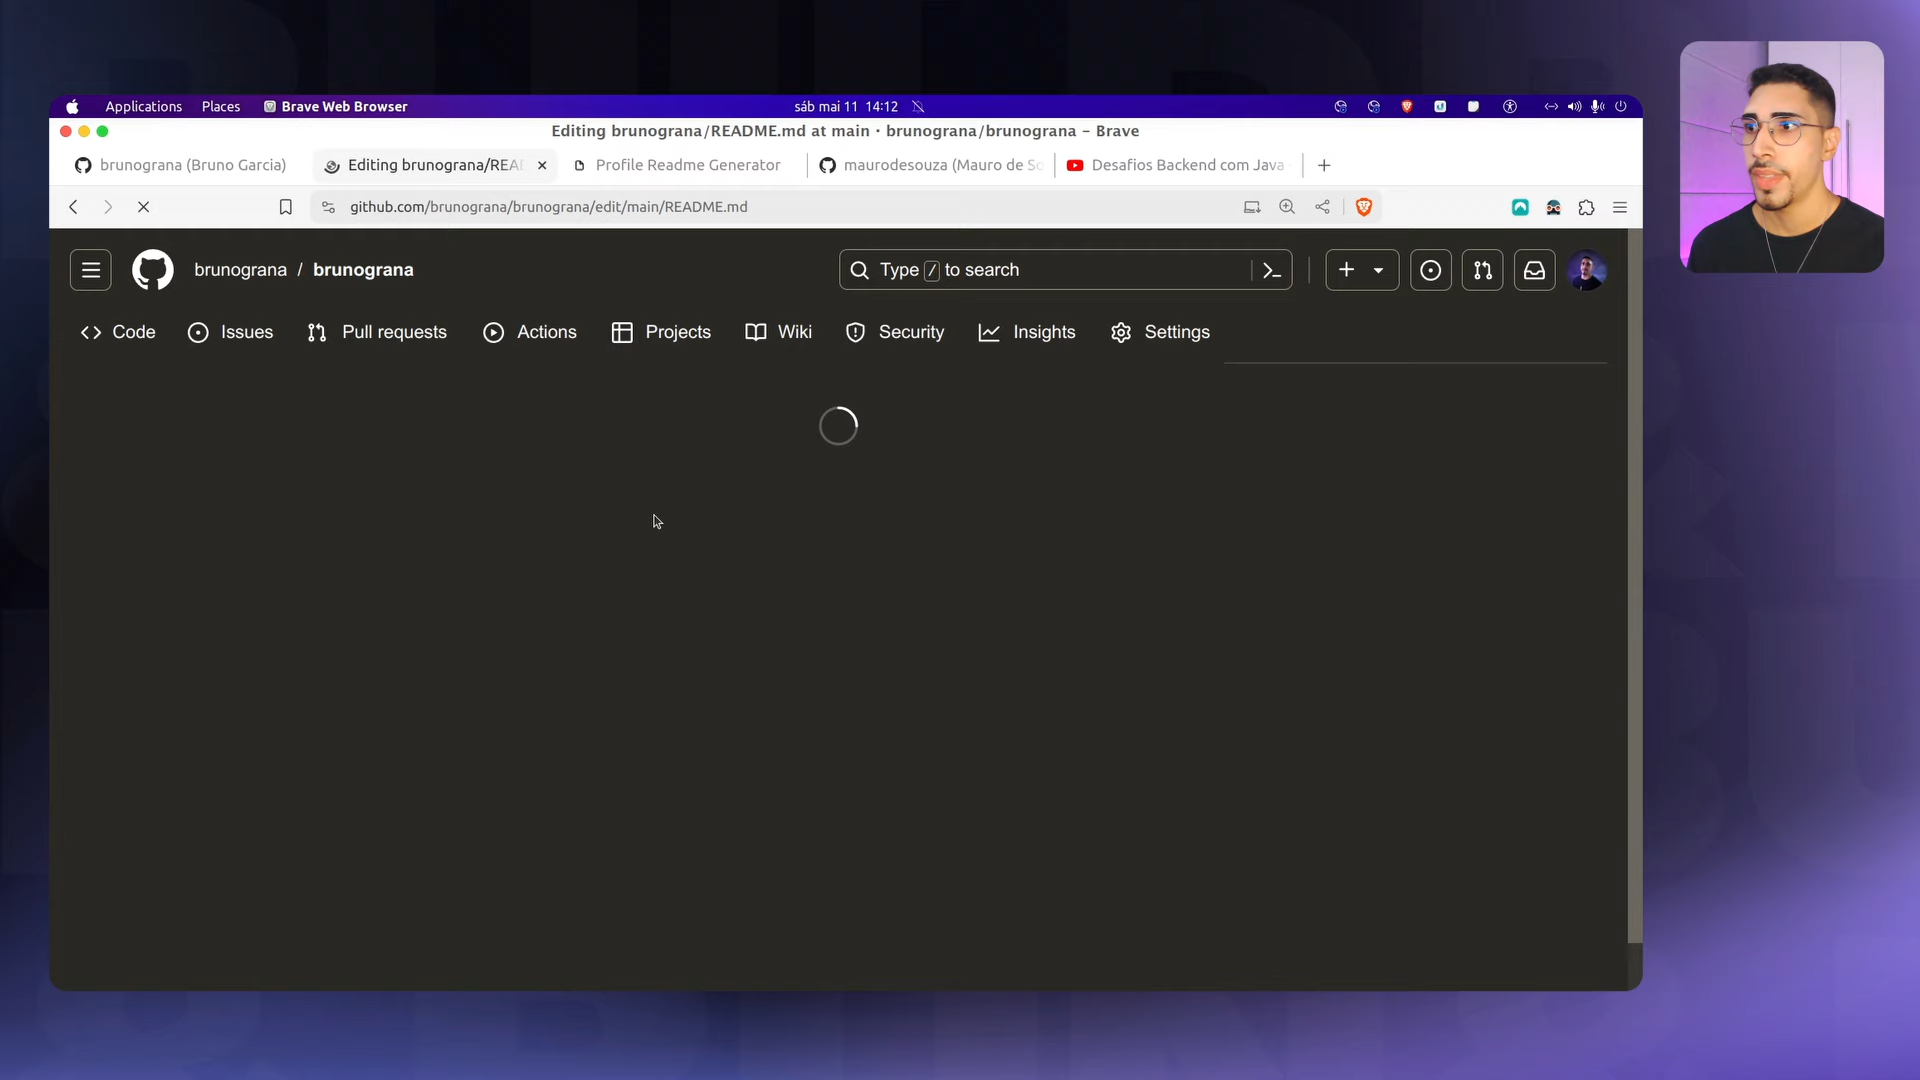 Applications Places Brave Web Browser sáb mai 11 14:12
Editing brunograna/README.md at main · brunograna/brunograna – Brave
brunograna (Bruno Garcia) Editing brunograna/REA Profile Readme Generator maurodesouza (Mauro de So Desafios Backend com Java
github.com/brunograna/brunograna/edit/main/README.md
brunograna / brunograna Type / to search
Code Issues Pull requests Actions Projects Wiki Security Insights Settings